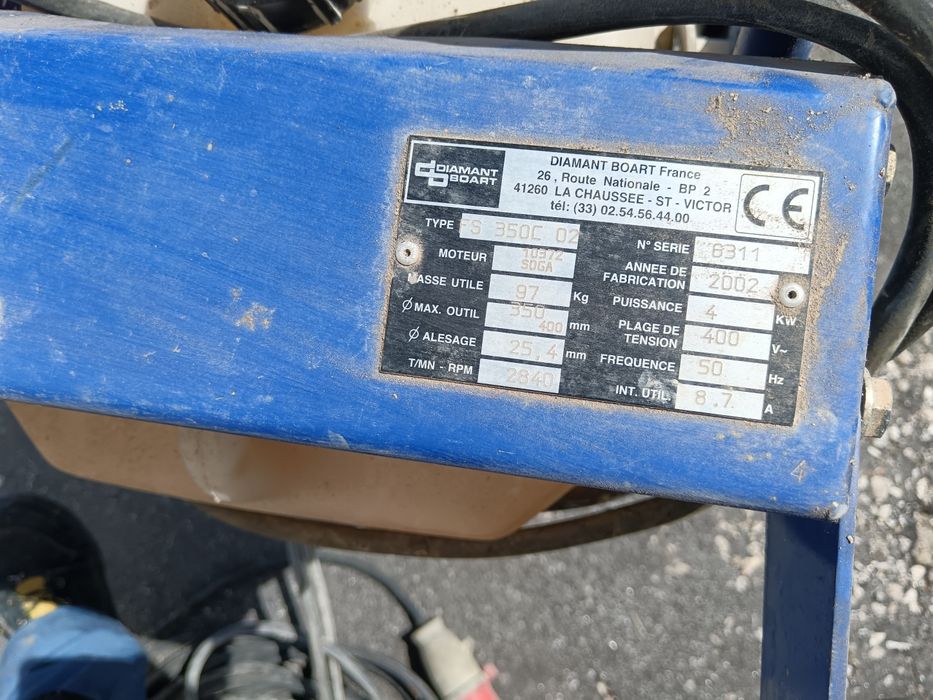 DIAMANT BOART
DIAMANT BOART France
26, Route Nationale - BP 2
41260 LA CHAUSSEE - ST - VICTOR
tél: (33) 02.54.56.44.00
CE
TYPE FS 350C 02
MOTEUR 10372 SOGA
MASSE UTILE 97 Kg
Ø MAX. OUTIL 350 400 mm
Ø ALESAGE 25,4 mm
T/MN - RPM 2840
N° SERIE 6311
ANNEE DE FABRICATION 2002
PUISSANCE 4 KW
PLAGE DE TENSION 400 V~
FREQUENCE 50 Hz
INT. UTIL. 8.7 A
4